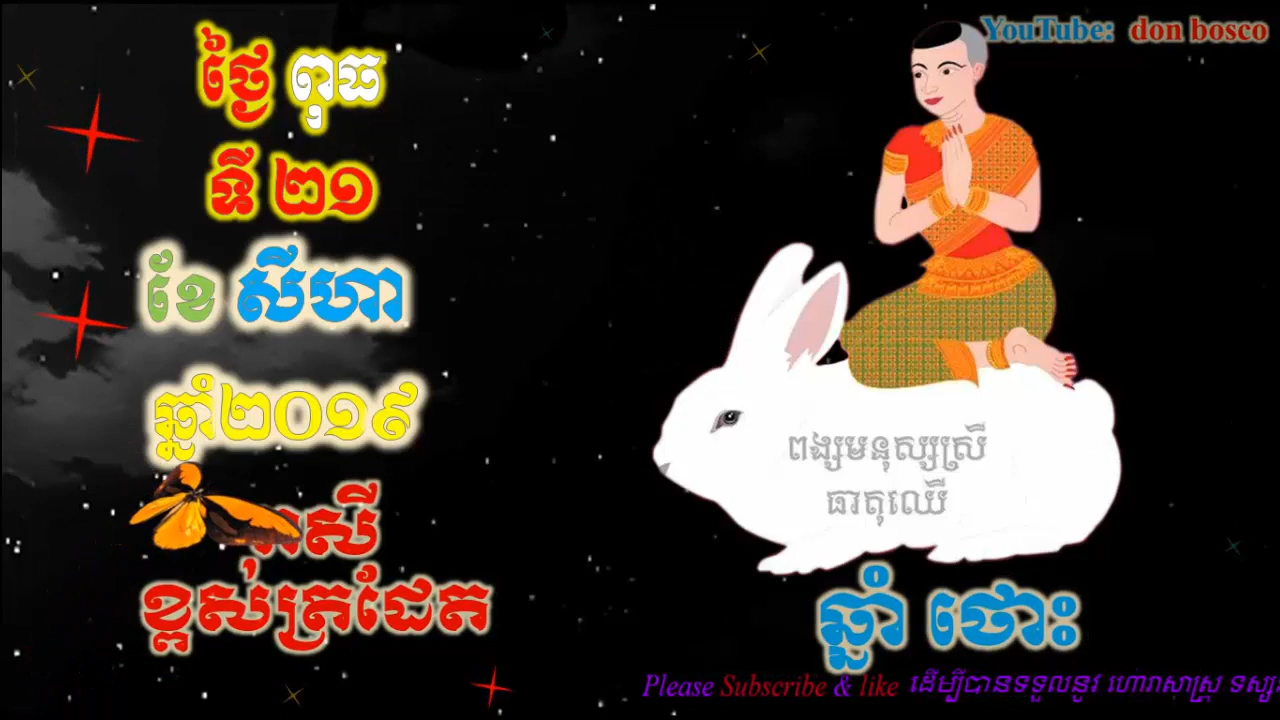 YouTube: don bosco
ថ្ងៃ ពុធ
ទី ២១
ខែ សីហា
ឆ្នាំ២០១៩
ខ្ពស់ត្រដែត
ពង្សមនុស្សស្រី
ធាតុឈើ
ឆ្នាំ ថោះ
Please Subscribe & like ដើម្បីបានទទួលនូវ ហោរាសាស្ត្រ